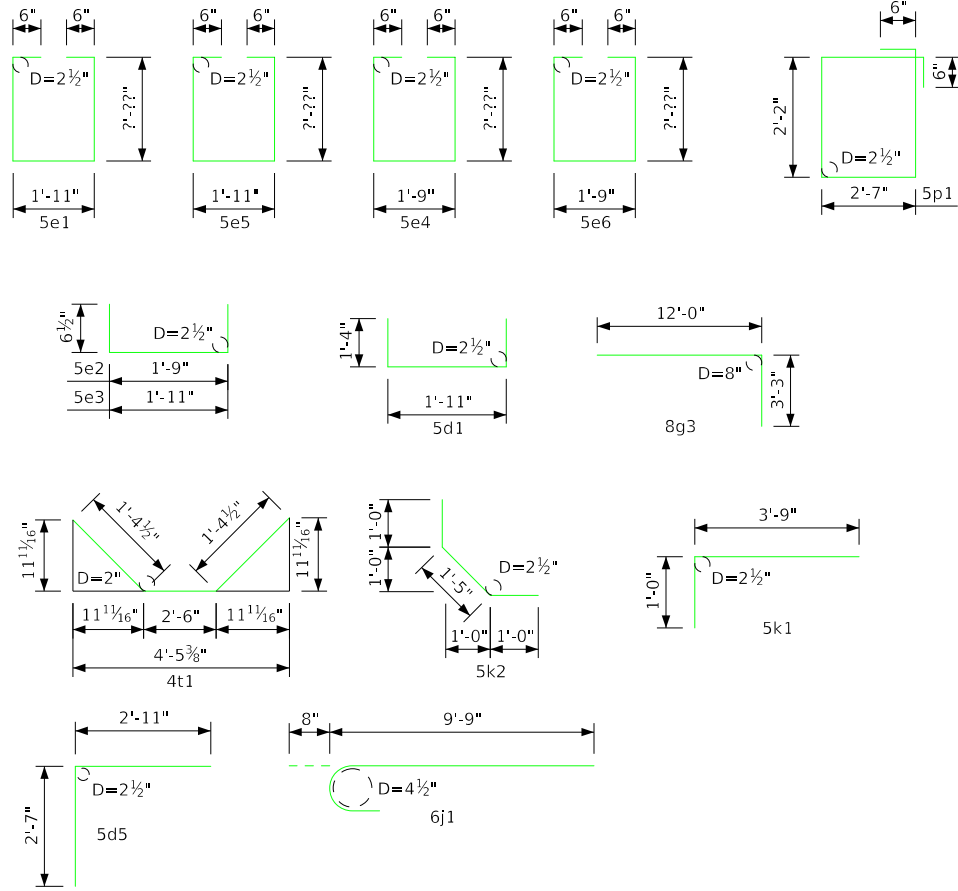 6" 6" 6" 6" 6" 6" 6" 6" 6"
D=2½" D=2½" D=2½" D=2½"
?'-??" ?'-??" ?'-??" ?'-??" 2'-2" 6"
D=2½"
1'-11" 1'-11" 1'-9" 1'-9" 2'-7" 5p1
5e1 5e5 5e4 5e6
12'-0"
6½" D=2½" 1'-4" D=2½"
5e2 1'-9" D=8" 3'-3"
5e3 1'-11" 1'-11"
5d1 8g3
1'-4½" 1'-4½" 3'-9"
11 11/16" 11 11/16" 1'-0"
D=2" 1'-0" 1'-5" D=2½" 1'-0" D=2½"
11 11/16" 2'-6" 11 11/16" 1'-0" 1'-0" 5k1
4'-5⅜" 5k2
4t1
2'-11" 8" 9'-9"
D=2½" D=4½"
2'-7" 5d5 6j1